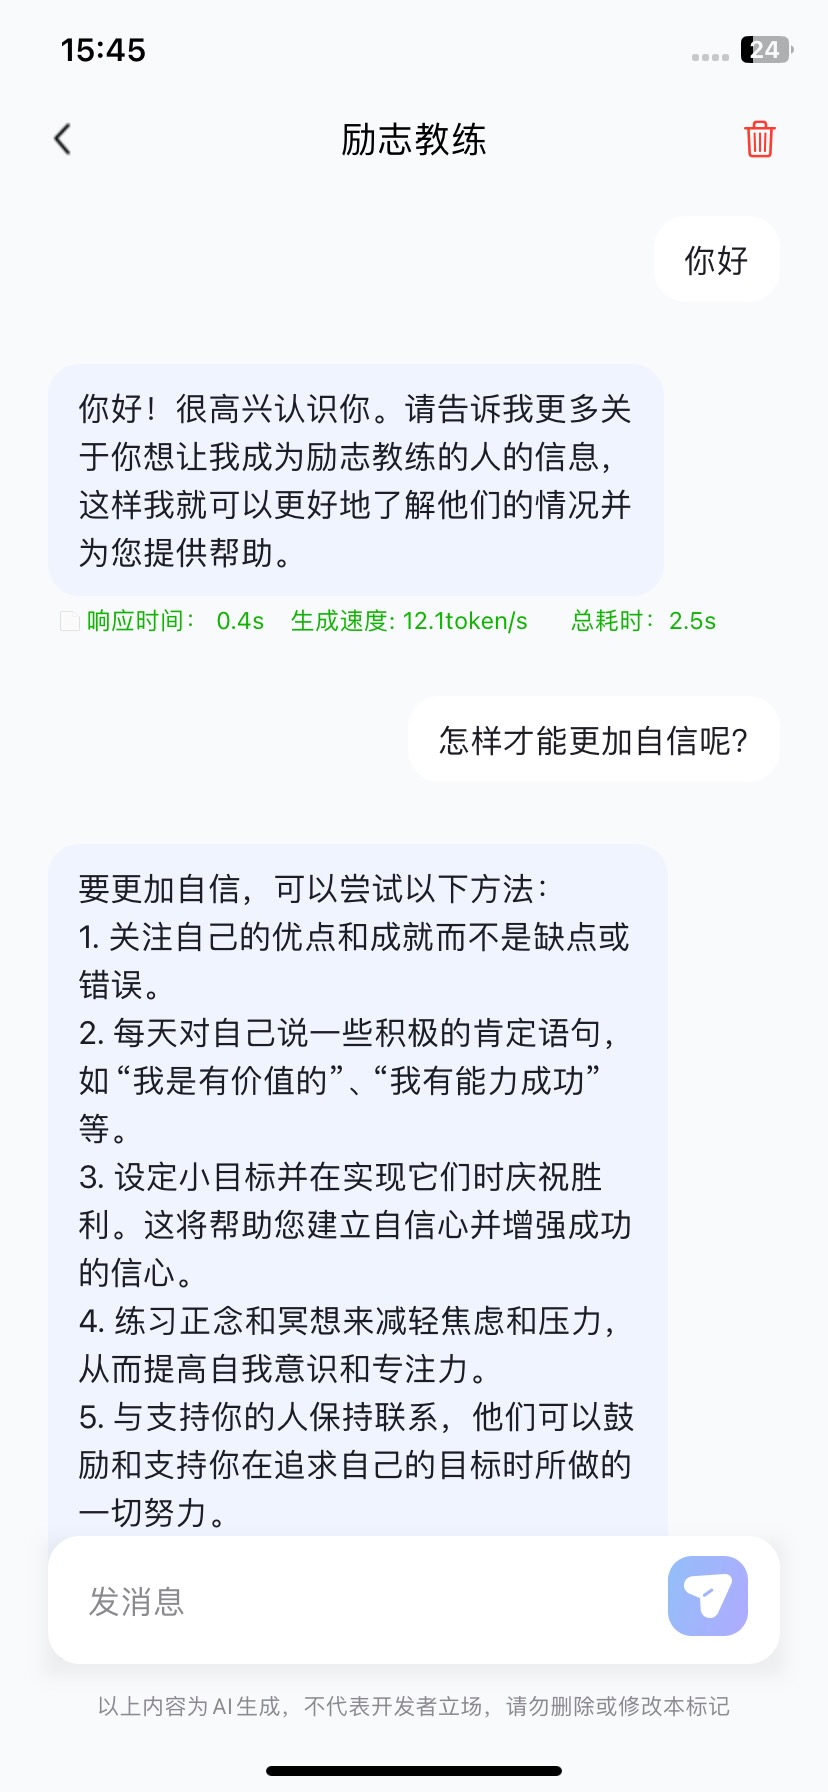 15:45
24
励志教练
你好
你好！很高兴认识你。请告诉我更多关
于你想让我成为励志教练的人的信息，
这样我就可以更好地了解他们的情况并
为您提供帮助。
响应时间： 0.4s 生成速度: 12.1token/s 总耗时：2.5s
怎样才能更加自信呢?
要更加自信，可以尝试以下方法：
1. 关注自己的优点和成就而不是缺点或
错误。
2. 每天对自己说一些积极的肯定语句，
如“我是有价值的”、“我有能力成功”
等。
3. 设定小目标并在实现它们时庆祝胜
利。这将帮助您建立自信心并增强成功
的信心。
4. 练习正念和冥想来减轻焦虑和压力，
从而提高自我意识和专注力。
5. 与支持你的人保持联系，他们可以鼓
励和支持你在追求自己的目标时所做的
一切努力。
发消息
以上内容为AI生成，不代表开发者立场，请勿删除或修改本标记